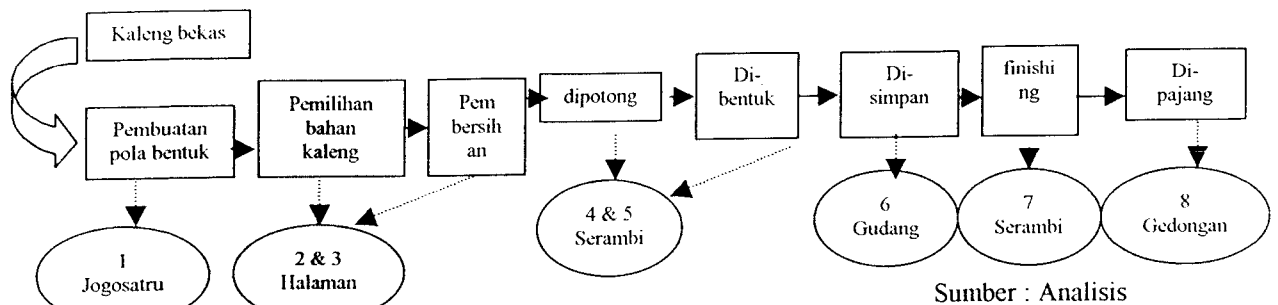 Kaleng bekas
Pembuatan
pola bentuk
Pemilihan
bahan
kaleng
Pem
bersih
an
dipotong
Di-
bentuk
Di-
simpan
finishi
ng
Di-
pajang
1
Jogosatru
2 & 3
Halaman
4 & 5
Serambi
6
Gudang
7
Serambi
8
Gedongan
Sumber : Analisis